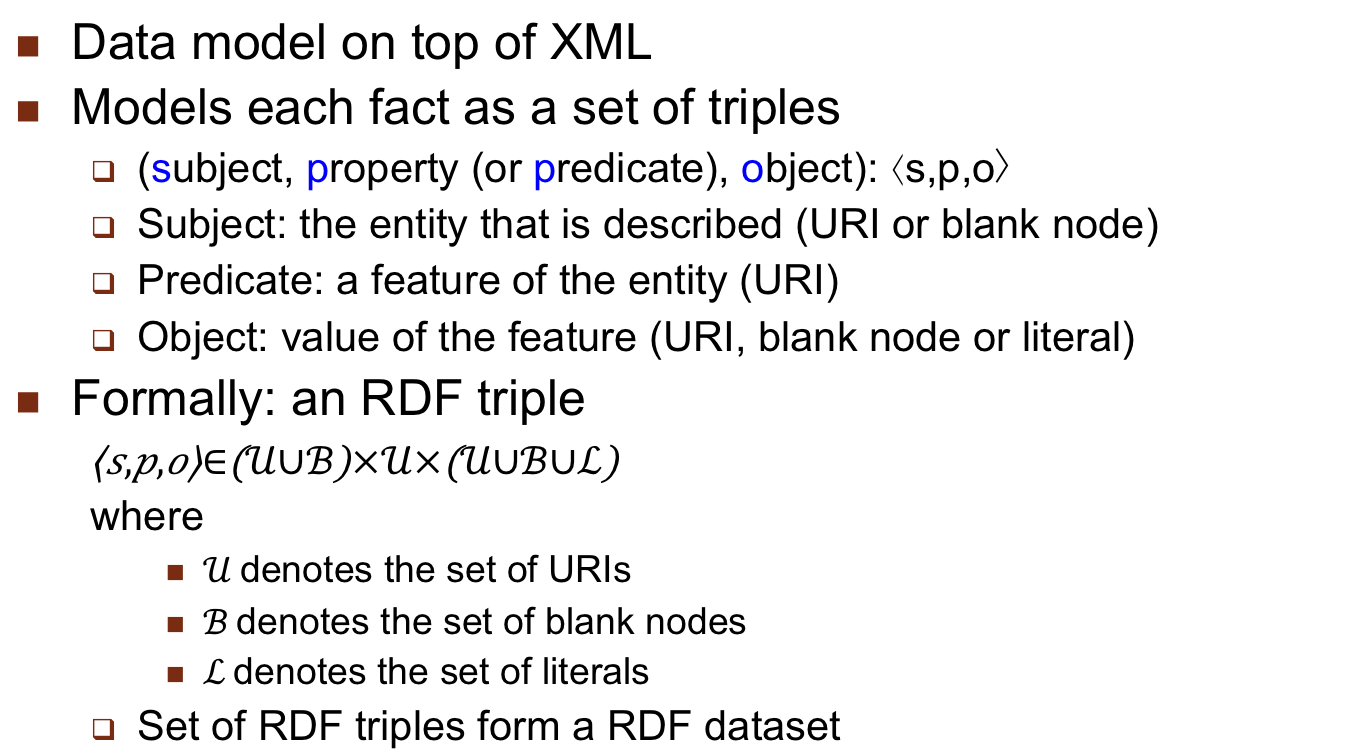 Data model on top of XML
Models each fact as a set of triples
(subject, property (or predicate), object): 〈s,p,o〉
Subject: the entity that is described (URI or blank node)
Predicate: a feature of the entity (URI)
Object: value of the feature (URI, blank node or literal)
Formally: an RDF triple
⟨𝑠,𝑝,𝑜⟩∈(𝒰∪ℬ)×𝒰×(𝒰∪ℬ∪ℒ)
where
𝒰 denotes the set of URIs
ℬ denotes the set of blank nodes
ℒ denotes the set of literals
Set of RDF triples form a RDF dataset